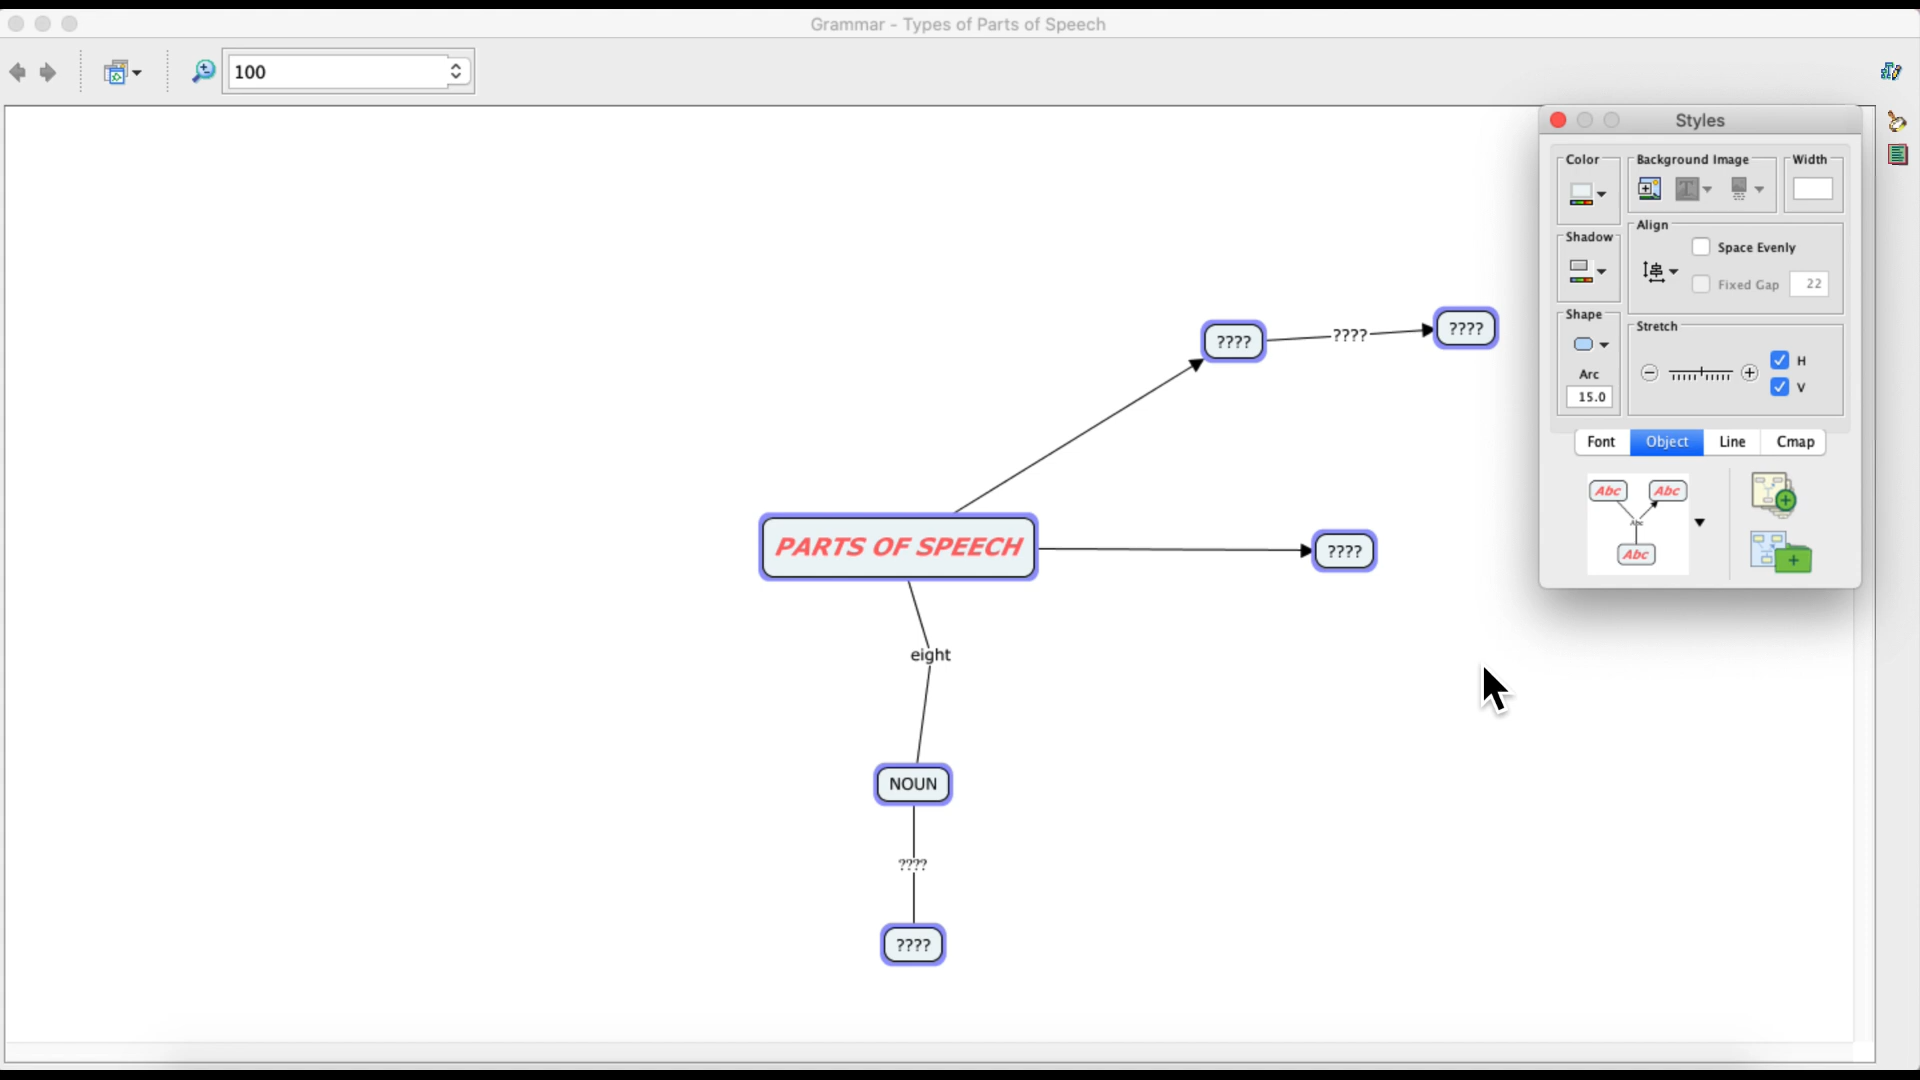 Grammar - Types of Parts of Speech
100
Styles
Color
Background Image
Width
Shadow
Align
Space Evenly
Fixed Gap
22
Shape
Arc
15.0
Stretch
H
V
Font
Object
Line
Cmap
Abc
Abc
Abc
Abc
????
????
????
PARTS OF SPEECH
????
eight
NOUN
????
????